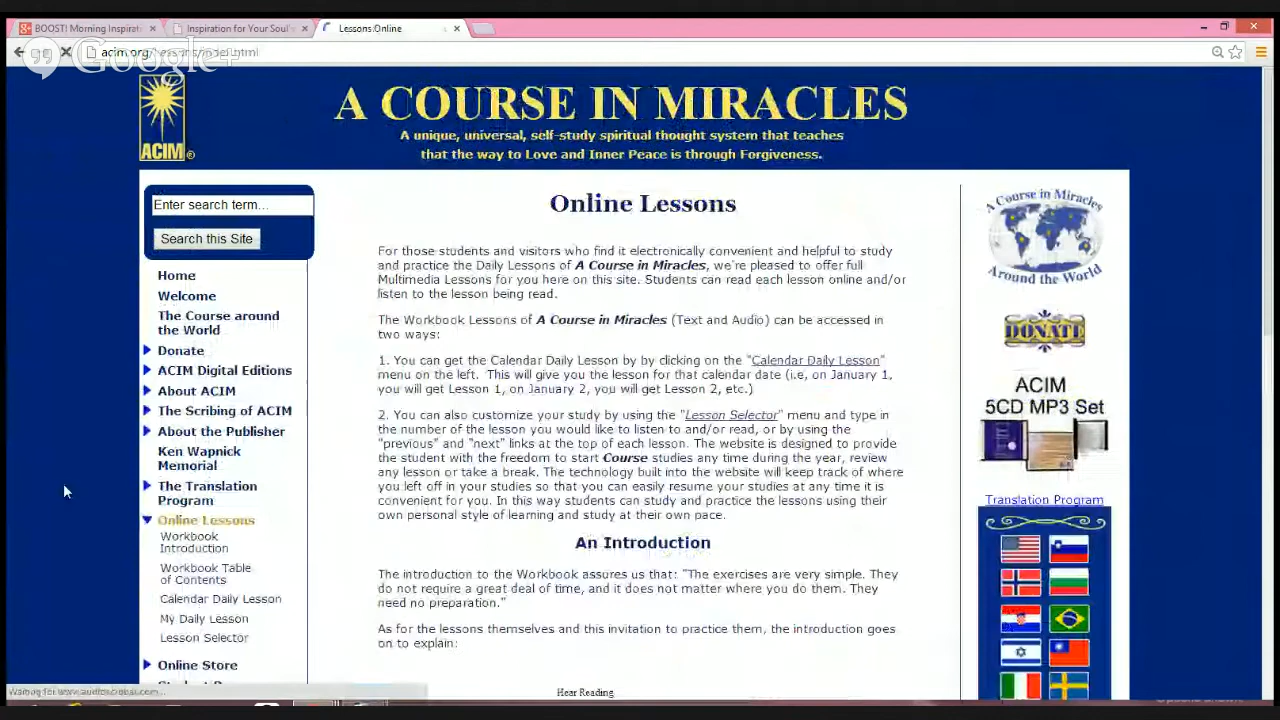 BOOST! Morning Inspirat
Inspiration for Your Soul's
Lessons:Online
acim.org/Lessons/index.html
Google+
ACIM®
A COURSE IN MIRACLES
A unique, universal, self-study spiritual thought system that teaches
that the way to Love and Inner Peace is through Forgiveness.
Enter search term...
Search this Site
Home
Welcome
The Course around
the World
Donate
ACIM Digital Editions
About ACIM
The Scribing of ACIM
About the Publisher
Ken Wapnick
Memorial
The Translation
Program
Online Lessons
Workbook
Introduction
Workbook Table
of Contents
Calendar Daily Lesson
My Daily Lesson
Lesson Selector
Online Store
Online Lessons
For those students and visitors who find it electronically convenient and helpful to study
and practice the Daily Lessons of A Course in Miracles, we're pleased to offer full
Multimedia Lessons for you here on this site. Students can read each lesson online and/or
listen to the lesson being read.
The Workbook Lessons of A Course in Miracles (Text and Audio) can be accessed in
two ways:
1. You can get the Calendar Daily Lesson by by clicking on the "Calendar Daily Lesson"
menu on the left. This will give you the lesson for that calendar date (i.e, on January 1,
you will get Lesson 1, on January 2, you will get Lesson 2, etc.)
2. You can also customize your study by using the "Lesson Selector" menu and type in
the number of the lesson you would like to listen to and/or read, or by using the
"previous" and "next" links at the top of each lesson. The website is designed to provide
the student with the freedom to start Course studies any time during the year, review
any lesson or take a break. The technology built into the website will keep track of where
you left off in your studies so that you can easily resume your studies at any time it is
convenient for you. In this way students can study and practice the lessons using their
own personal style of learning and study at their own pace.
An Introduction
The introduction to the Workbook assures us that: "The exercises are very simple. They
do not require a great deal of time, and it does not matter where you do them. They
need no preparation."
As for the lessons themselves and this invitation to practice them, the introduction goes
on to explain:
Hear Reading
A Course in Miracles
Around the World
DONATE
ACIM
5CD MP3 Set
Translation Program
Waiting for